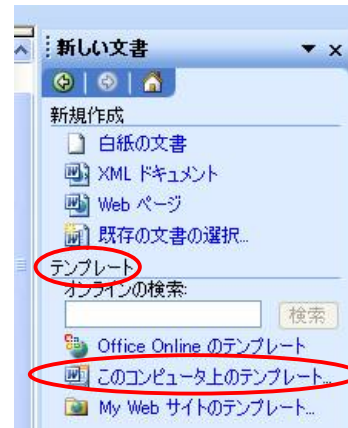 新しい文書
新規作成
白紙の文書
XML ドキュメント
Web ページ
既存の文書の選択...
テンプレート
オンラインの検索:
検索
Office Online のテンプレート
このコンピュータ上のテンプレート...
My Web サイトのテンプレート...